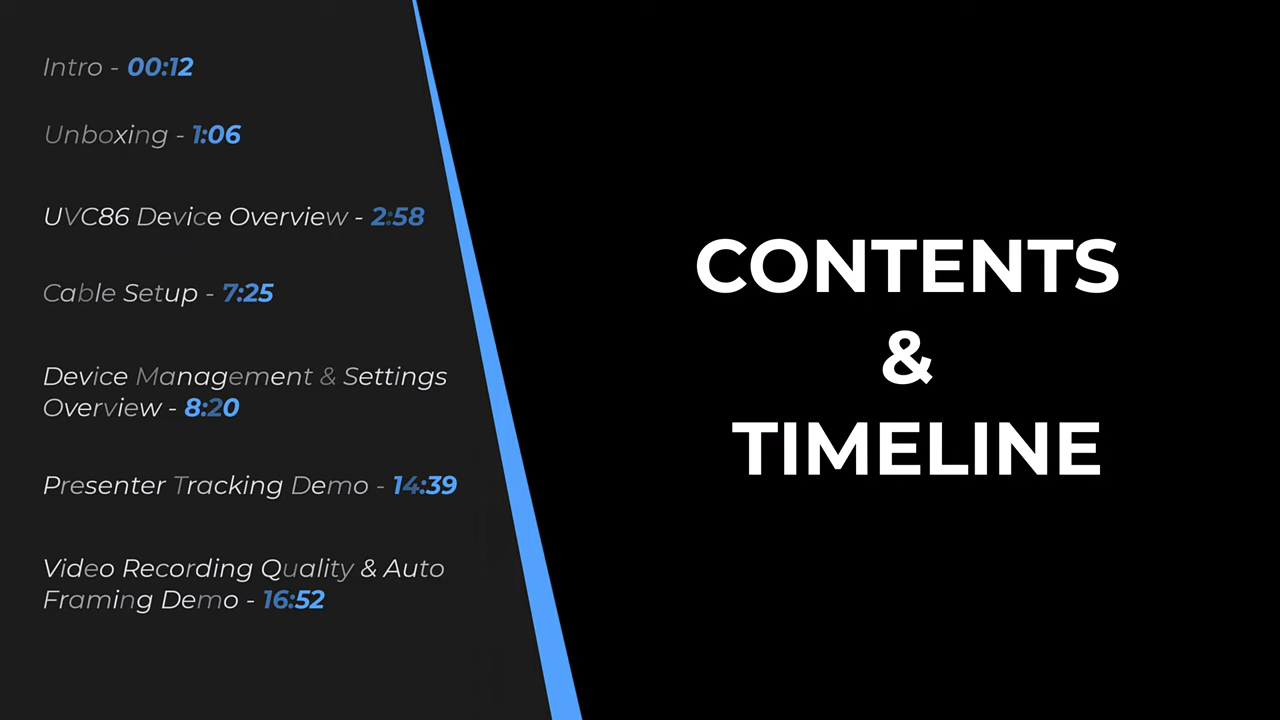 Intro - 00:12
Unboxing - 1:06
UVC86 Device Overview - 2:58
Cable Setup - 7:25
Device Management & Settings
Overview - 8:20
Presenter Tracking Demo - 14:39
Video Recording Quality & Auto
Framing Demo - 16:52
CONTENTS
&
TIMELINE